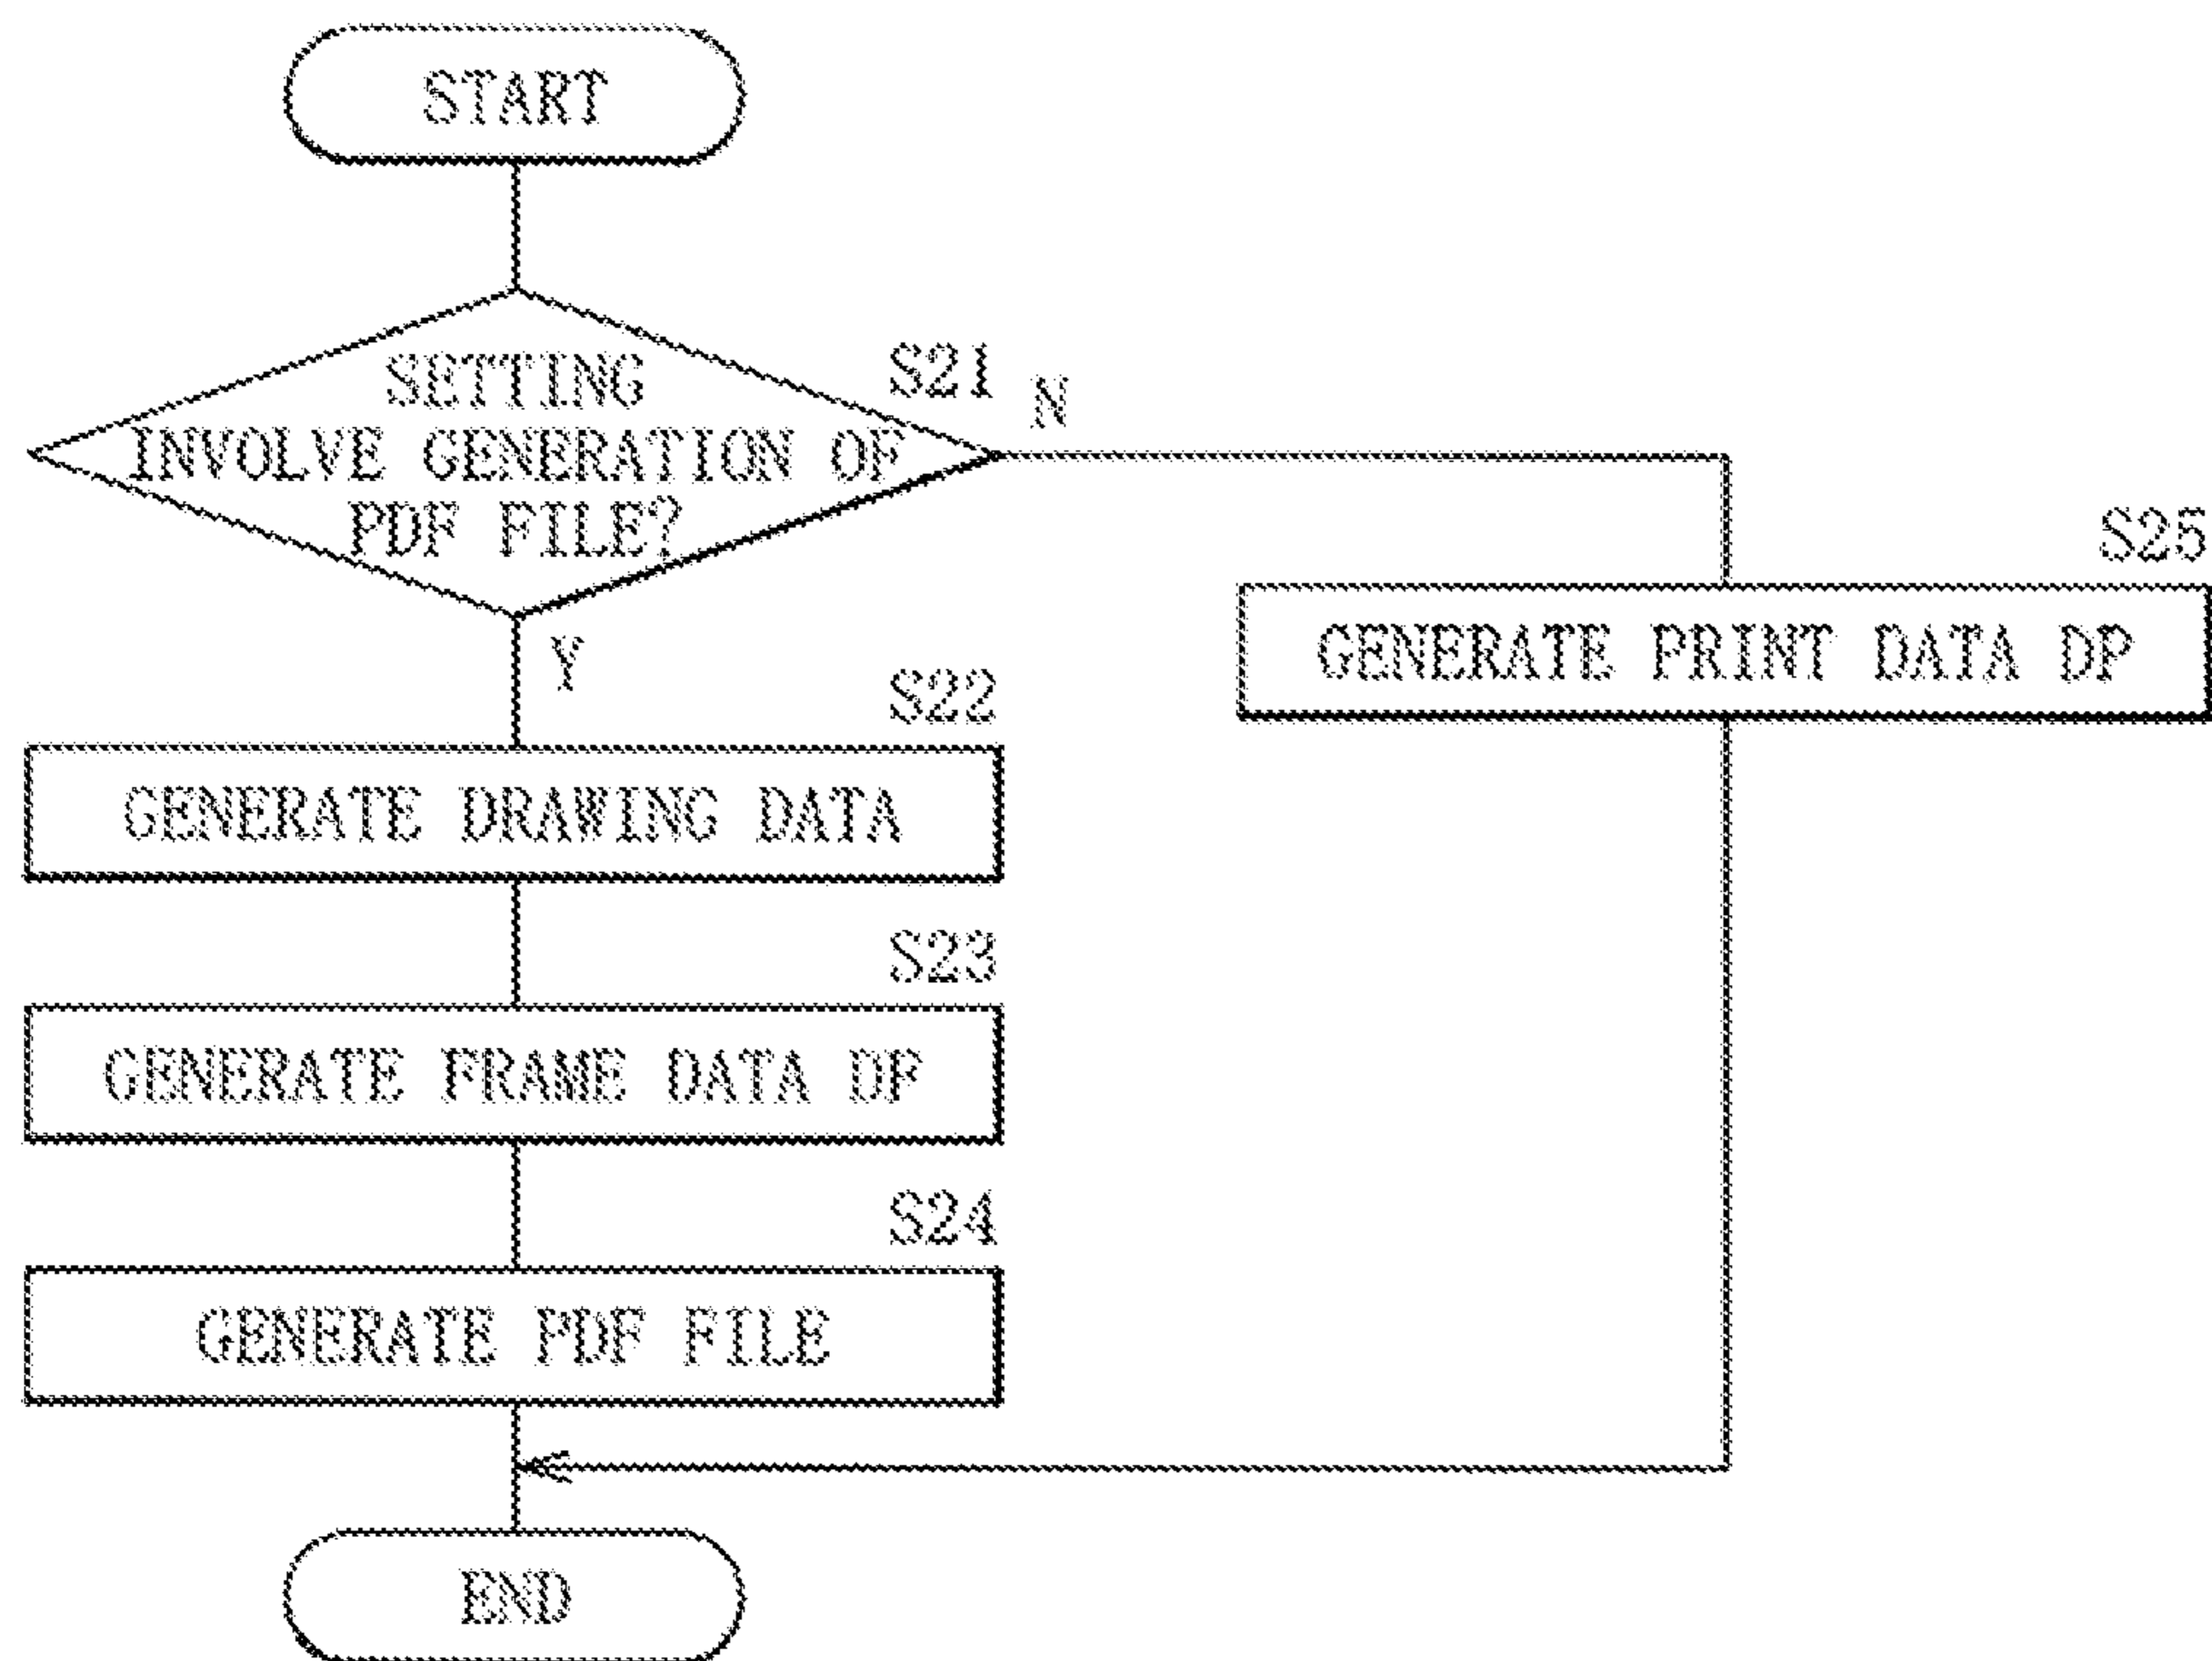 START
S21
SETTING
INVOLVE GENERATION OF
PDF FILE?
N
Y
S25
GENERATE PRINT DATA DP
S22
GENERATE DRAWING DATA
S23
GENERATE FRAME DATA DF
S24
GENERATE PDF FILE
END